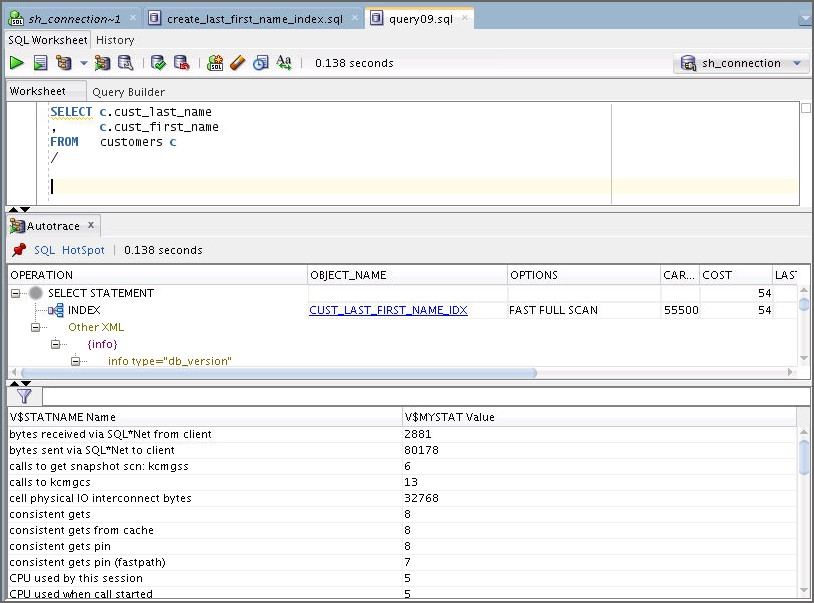 sh_connection~1 create_last_first_name_index.sql query09.sql
SQL Worksheet History
0.138 seconds sh_connection
Worksheet Query Builder
SELECT c.cust_last_name
, c.cust_first_name
FROM customers c
/
Autotrace
SQL HotSpot 0.138 seconds
OPERATION OBJECT_NAME OPTIONS CAR... COST LAST
SELECT STATEMENT 54
INDEX CUST_LAST_FIRST_NAME_IDX FAST FULL SCAN 55500 54
Other XML
{info}
info type="db_version"
V$STATNAME Name V$MYSTAT Value
bytes received via SQL*Net from client 2881
bytes sent via SQL*Net to client 80178
calls to get snapshot scn: kcmgss 6
calls to kcmgcs 13
cell physical IO interconnect bytes 32768
consistent gets 8
consistent gets from cache 8
consistent gets pin 8
consistent gets pin (fastpath) 7
CPU used by this session 5
CPU used when call started 5